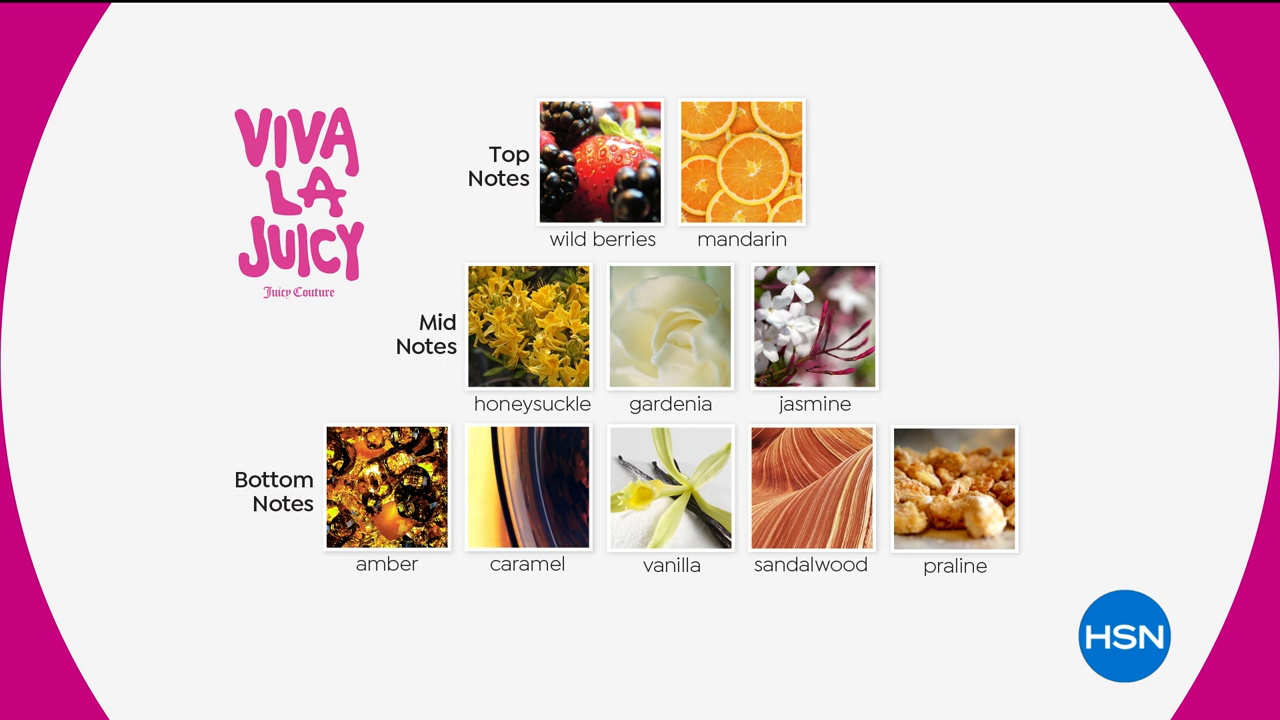 VIVA
LA
JUICY
Juicy Couture
Top
Notes
wild berries
mandarin
Mid
Notes
honeysuckle
gardenia
jasmine
Bottom
Notes
amber
caramel
vanilla
sandalwood
praline
HSN